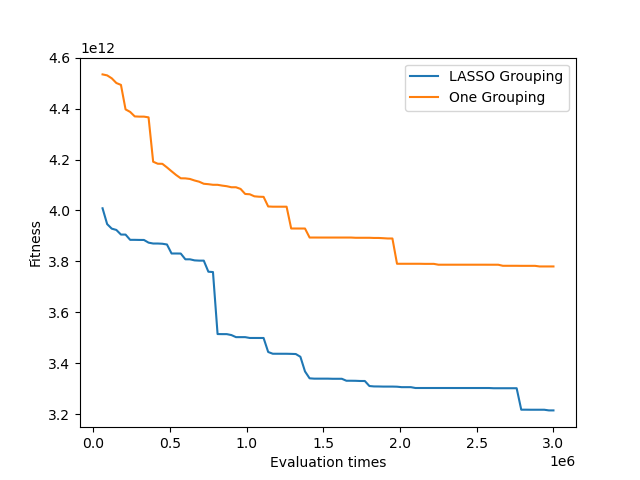 1e12
4.6
4.4
4.2
4.0
3.8
3.6
3.4
3.2
Fitness
LASSO Grouping
One Grouping
0.0 0.5 1.0 1.5 2.0 2.5 3.0
1e6
Evaluation times